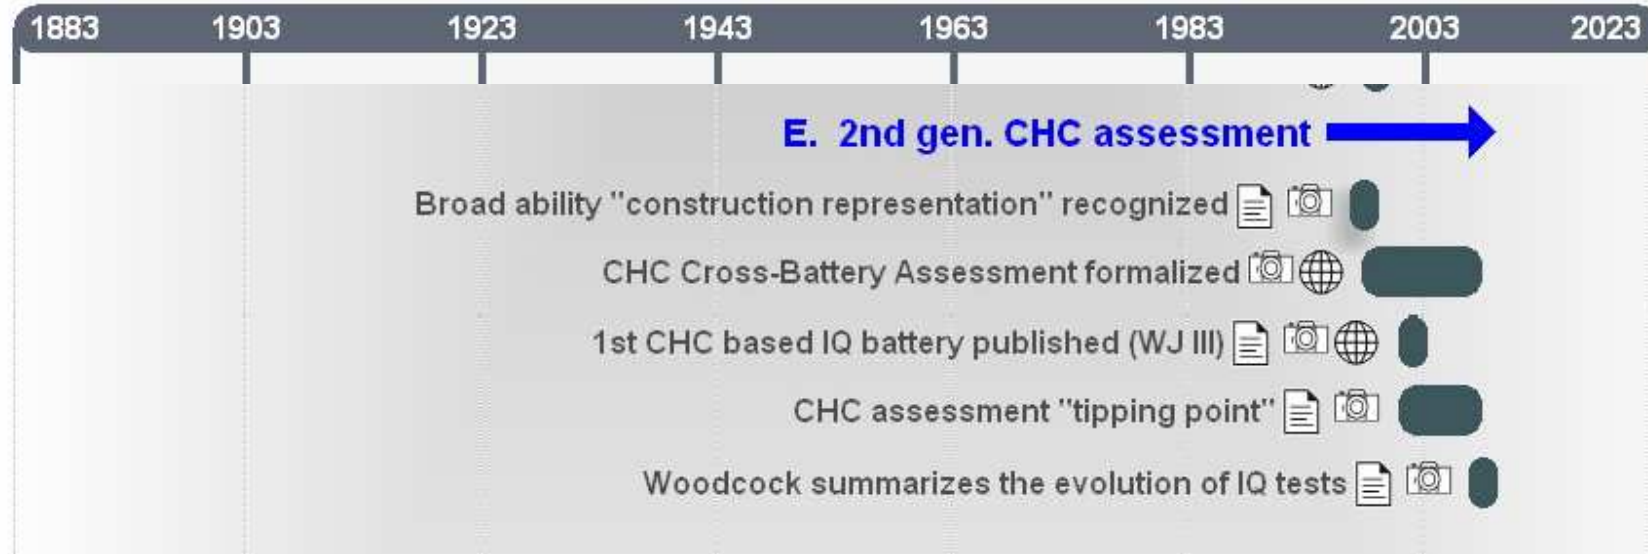 1883 1903 1923 1943 1963 1983 2003 2023
E. 2nd gen. CHC assessment
Broad ability "construction representation" recognized
CHC Cross-Battery Assessment formalized
1st CHC based IQ battery published (WJ III)
CHC assessment "tipping point"
Woodcock summarizes the evolution of IQ tests